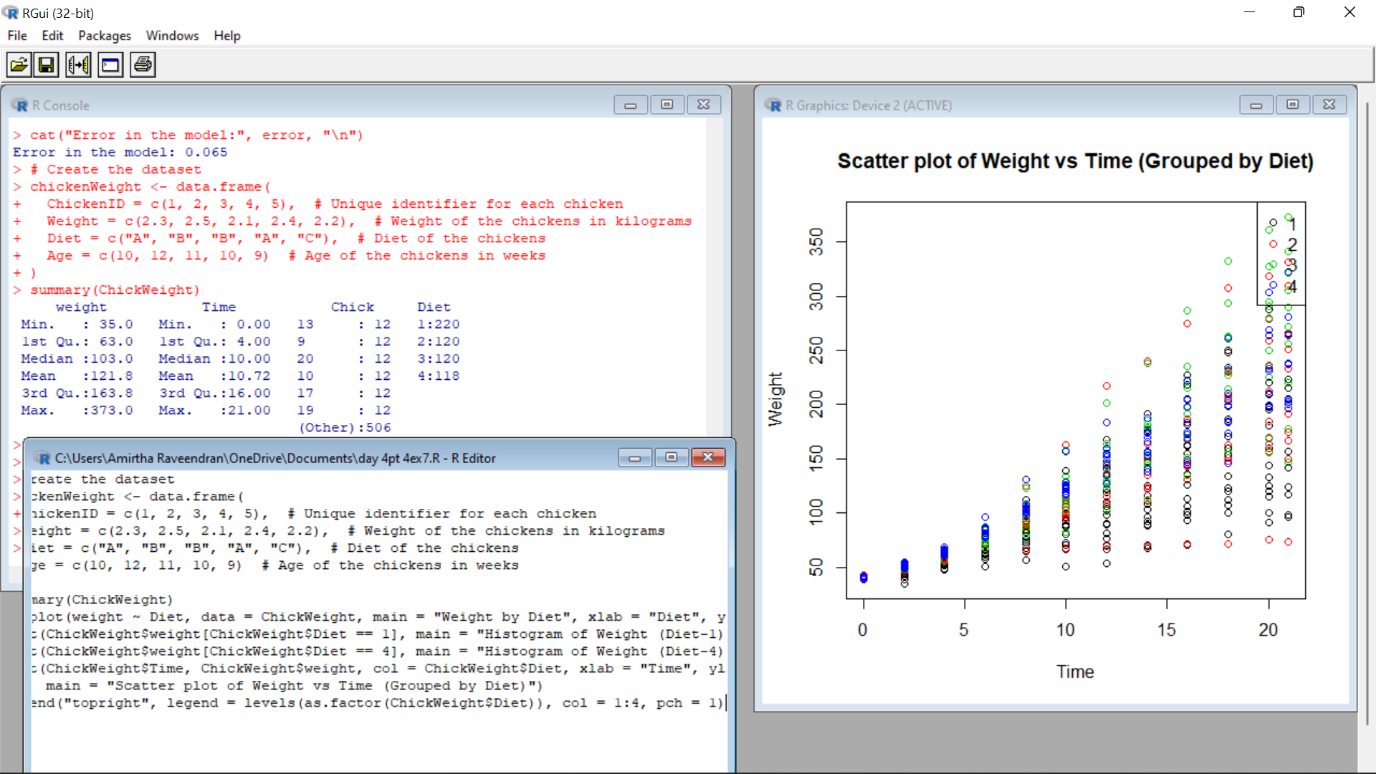 RGui (32-bit)
File Edit Packages Windows Help
R Console
> cat("Error in the model:", error, "\n")
Error in the model: 0.065
> # Create the dataset
> chickenWeight <- data.frame(
+   ChickenID = c(1, 2, 3, 4, 5),  # Unique identifier for each chicken
+   Weight = c(2.3, 2.5, 2.1, 2.4, 2.2),  # Weight of the chickens in kilograms
+   Diet = c("A", "B", "B", "A", "C"),  # Diet of the chickens
+   Age = c(10, 12, 11, 10, 9)  # Age of the chickens in weeks
+ )
> summary(ChickWeight)
weight Time Chick Diet
Min. : 35.0 Min. : 0.00 13 : 12 1:220
1st Qu.: 63.0 1st Qu.: 4.00 9 : 12 2:120
Median :103.0 Median :10.00 20 : 12 3:120
Mean :121.8 Mean :10.72 10 : 12 4:118
3rd Qu.:163.8 3rd Qu.:16.00 17 : 12
Max. :373.0 Max. :21.00 19 : 12
(Other):506
>
>
>
>
+
>
>
C:\Users\Amirtha Raveendran\OneDrive\Documents\day 4pt 4ex7.R - R Editor
reate the dataset
ckenWeight <- data.frame(
hickenID = c(1, 2, 3, 4, 5),  # Unique identifier for each chicken
eight = c(2.3, 2.5, 2.1, 2.4, 2.2),  # Weight of the chickens in kilograms
iet = c("A", "B", "B", "A", "C"),  # Diet of the chickens
ge = c(10, 12, 11, 10, 9)  # Age of the chickens in weeks
mary(ChickWeight)
plot(weight ~ Diet, data = ChickWeight, main = "Weight by Diet", xlab = "Diet", y
t(ChickWeight$weight[ChickWeight$Diet == 1], main = "Histogram of Weight (Diet-1)
t(ChickWeight$weight[ChickWeight$Diet == 4], main = "Histogram of Weight (Diet-4)
t(ChickWeight$Time, ChickWeight$weight, col = ChickWeight$Diet, xlab = "Time", yl
main = "Scatter plot of Weight vs Time (Grouped by Diet)")
end("topright", legend = levels(as.factor(ChickWeight$Diet)), col = 1:4, pch = 1)
R Graphics: Device 2 (ACTIVE)
Scatter plot of Weight vs Time (Grouped by Diet)
1
2
3
4
350
300
250
200
150
100
50
Weight
0 5 10 15 20
Time